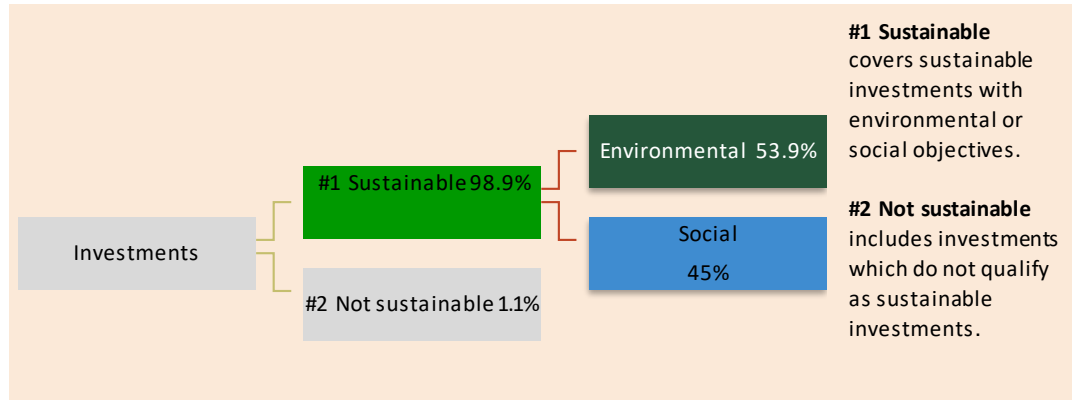 Investments
#1 Sustainable 98.9%
#2 Not sustainable 1.1%
Environmental 53.9%
Social
45%
#1 Sustainable
covers sustainable
investments with
environmental or
social objectives.
#2 Not sustainable
includes investments
which do not qualify
as sustainable
investments.